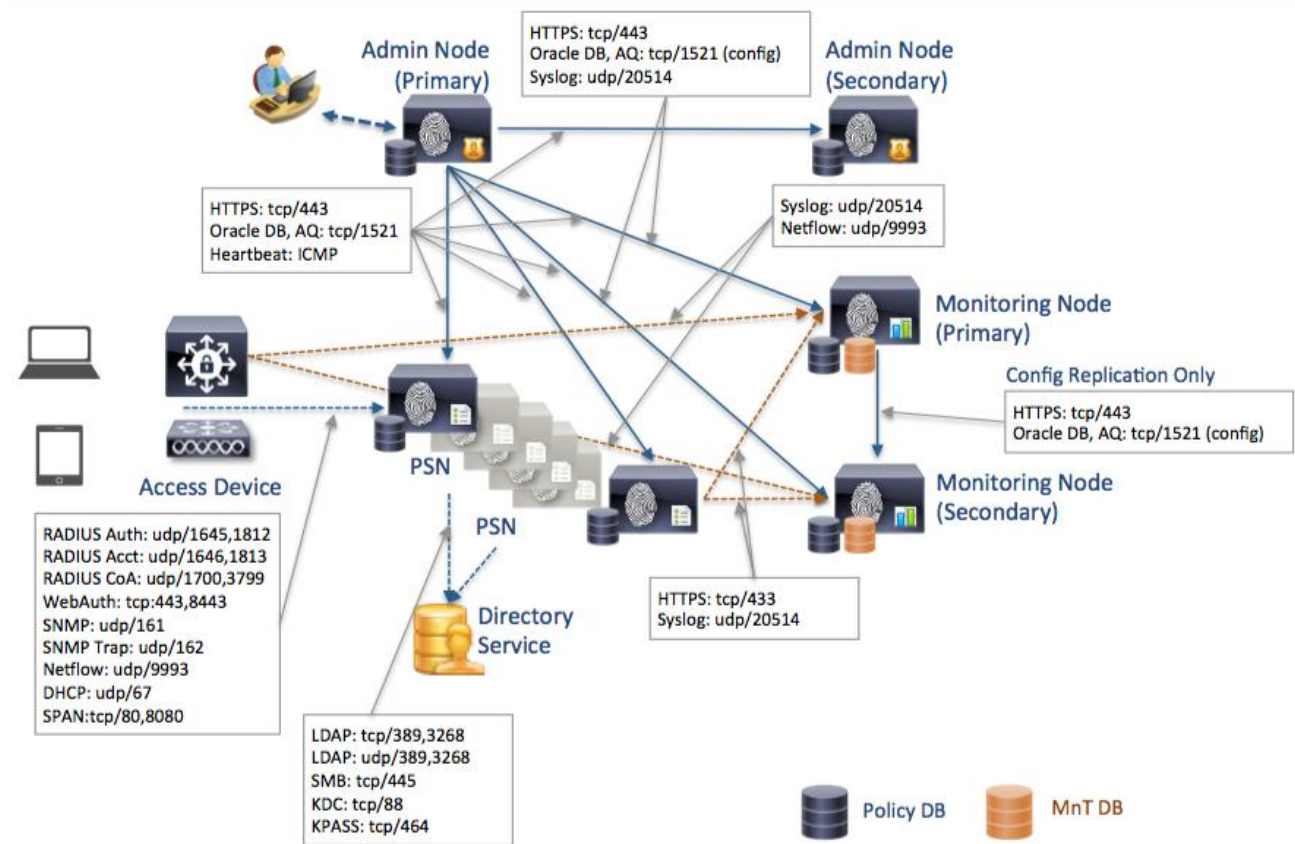 HTTPS: tcp/443
Oracle DB, AQ: tcp/1521 (config)
Syslog: udp/20514
Admin Node
(Primary)
Admin Node
(Secondary)
HTTPS: tcp/443
Oracle DB, AQ: tcp/1521
Heartbeat: ICMP
Syslog: udp/20514
Netflow: udp/9993
Monitoring Node
(Primary)
Config Replication Only
HTTPS: tcp/443
Oracle DB, AQ: tcp/1521 (config)
PSN
Access Device
Monitoring Node
(Secondary)
PSN
RADIUS Auth: udp/1645,1812
RADIUS Acct: udp/1646,1813
RADIUS CoA: udp/1700,3799
WebAuth: tcp:443,8443
SNMP: udp/161
SNMP Trap: udp/162
Netflow: udp/9993
DHCP: udp/67
SPAN:tcp/80,8080
HTTPS: tcp/433
Syslog: udp/20514
Directory
Service
LDAP: tcp/389,3268
LDAP: udp/389,3268
SMB: tcp/445
KDC: tcp/88
KPASS: tcp/464
Policy DB
MnT DB